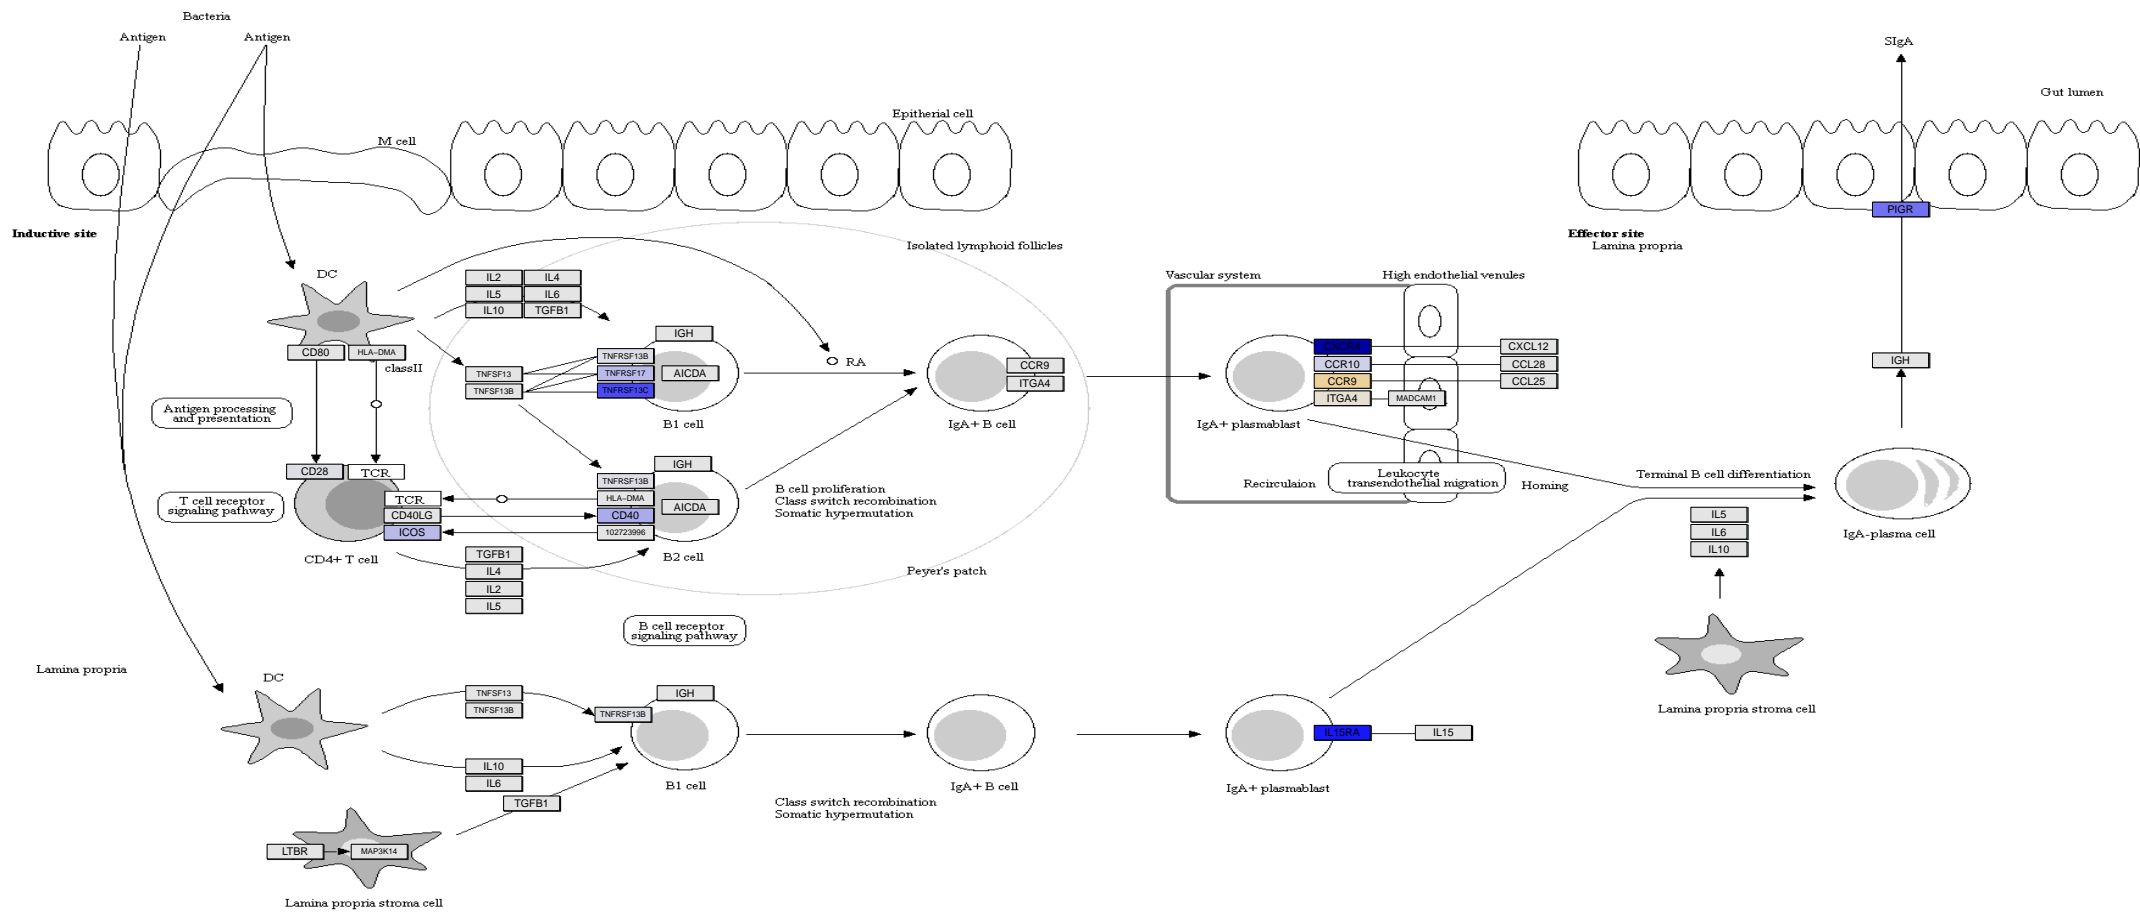 Bacteria
Antigen
Antigen
SIgA
Gut lumen
Epitherial cell
M cell
PIGR
Inductive site
Effector site
Lamina propria
Isolated lymphoid follicles
DC
IL2
IL4
IL5
IL6
IL10
TGFB1
Vascular system
High endothelial venules
CD80
HLA-DMA
classII
IGH
TNFRSF13B
TNFSF13
TNFRSF17
AICDA
TNFSF13B
TNFRSF13C
B1 cell
RA
CCR9
ITGA4
IgA+ B cell
CXCR4
CXCL12
CCR10
CCL28
CCR9
CCL25
ITGA4
MADCAM1
IgA+ plasmablast
IGH
Antigen processing
and presentation
CD28
TCR
T cell receptor
signaling pathway
TCR
CD40LG
ICOS
CD4+ T cell
IGH
TNFRSF13B
HLA-DMA
AICDA
CD40
102723996
B2 cell
B cell proliferation
Class switch recombination
Somatic hypermutation
Recirculaion
Leukocyte
transendothelial migration
Homing
Terminal B cell differentiation
IgA-plasma cell
IL5
IL6
IL10
TGFB1
IL4
IL2
IL5
Peyer's patch
B cell receptor
signaling pathway
Lamina propria
DC
TNFSF13
TNFSF13B
IGH
TNFRSF13B
IL10
IL6
TGFB1
B1 cell
IgA+ B cell
IL15RA
IL15
IgA+ plasmablast
Lamina propria stroma cell
Class switch recombination
Somatic hypermutation
LTBR
MAP3K14
Lamina propria stroma cell